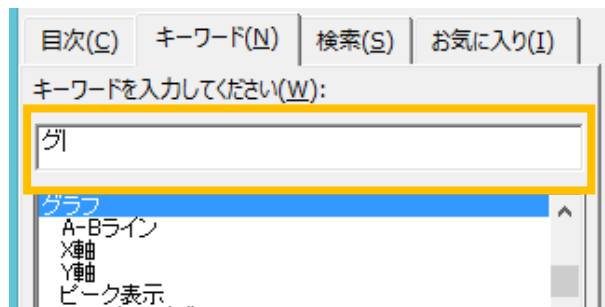 目次(C) キーワード(N) 検索(S) お気に入り(I)
キーワードを入力してください(W):
グ
グラフ
A-Bライン
X軸
Y軸
ピーク表示